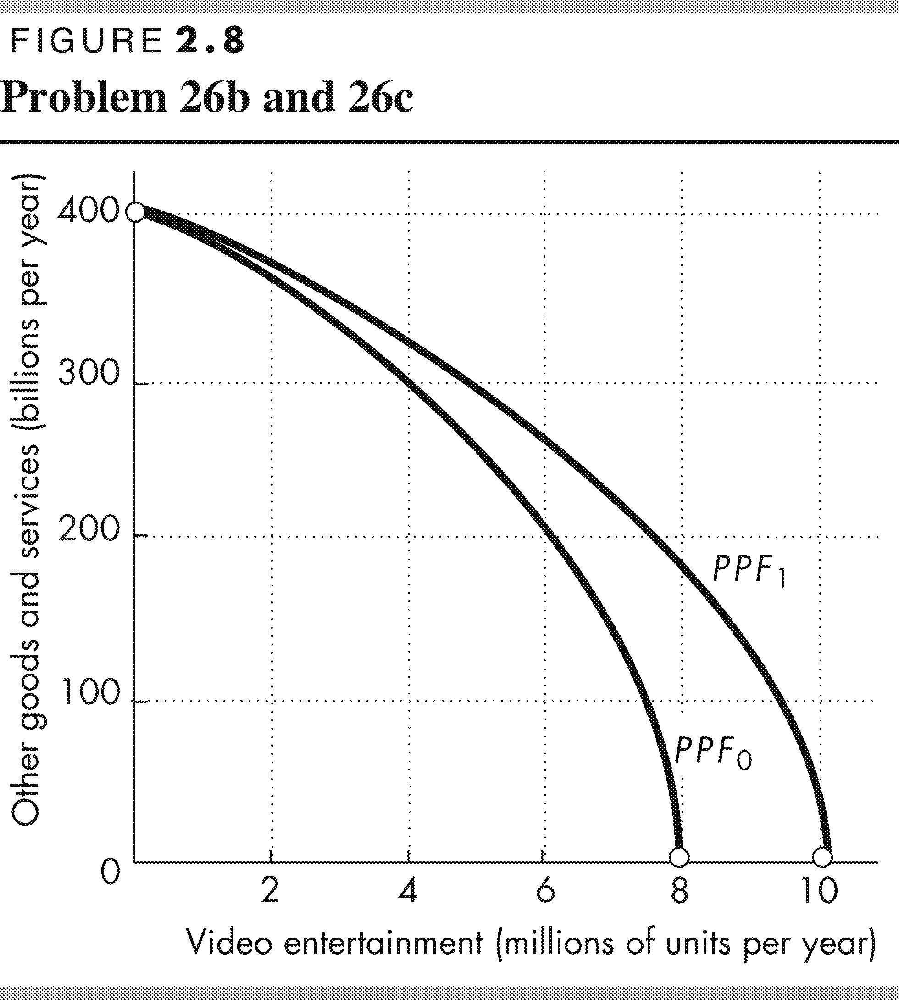 FIGURE 2.8
Problem 26b and 26c
Other goods and services (billions per year)
400
300
200
100
0
PPF1
PPF0
2
4
6
8
10
Video entertainment (millions of units per year)